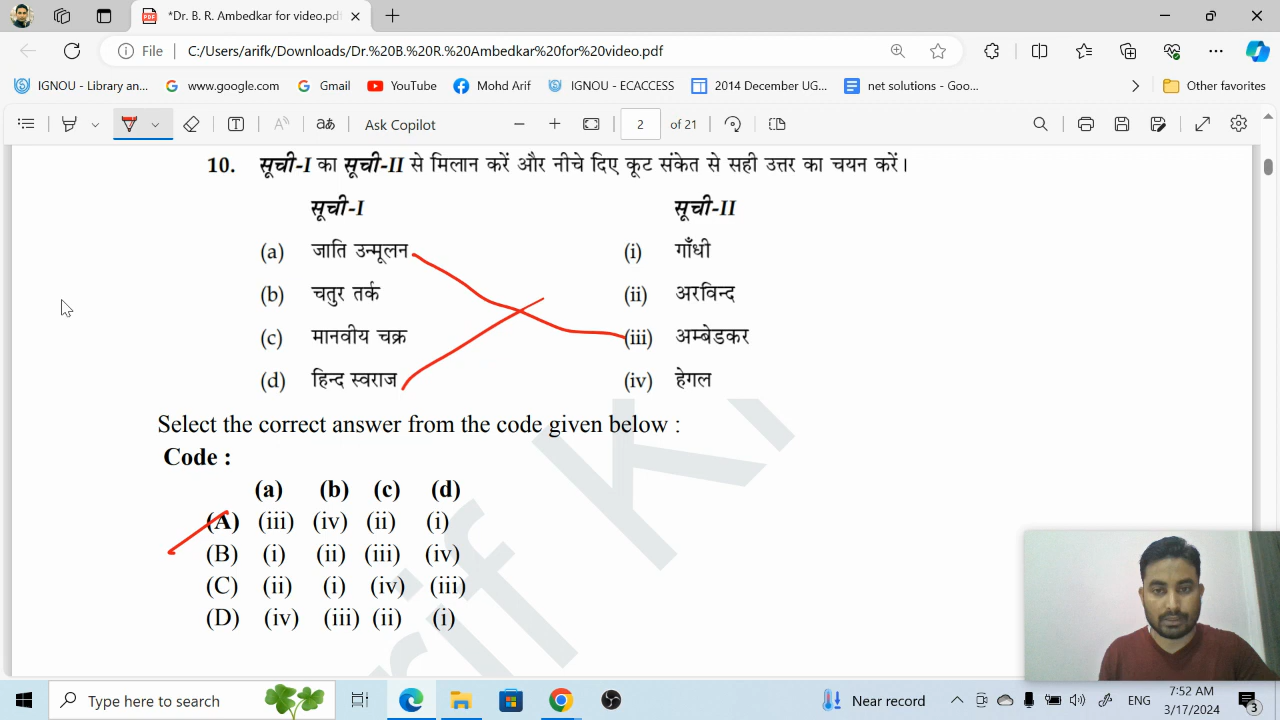 *Dr. B. R. Ambedkar for video.pdf
File C:/Users/arifk/Downloads/Dr.%20B.%20R.%20Ambedkar%20for%20video.pdf
IGNOU - Library an... www.google.com Gmail YouTube Mohd Arif IGNOU - ECACCESS 2014 December UG... net solutions - Goo... Other favorites
Ask Copilot 2 of 21
10. सूची-I का सूची-II से मिलान करें और नीचे दिए कूट संकेत से सही उत्तर का चयन करें।
सूची-I सूची-II
(a) जाति उन्मूलन (i) गाँधी
(b) चतुर तर्क (ii) अरविन्द
(c) मानवीय चक्र (iii) अम्बेडकर
(d) हिन्द स्वराज (iv) हेगल
Select the correct answer from the code given below :
Code :
(a) (b) (c) (d)
(A) (iii) (iv) (ii) (i)
(B) (i) (ii) (iii) (iv)
(C) (ii) (i) (iv) (iii)
(D) (iv) (iii) (ii) (i)
Type here to search Near record ENG 7:52 AM
3/17/2024 3